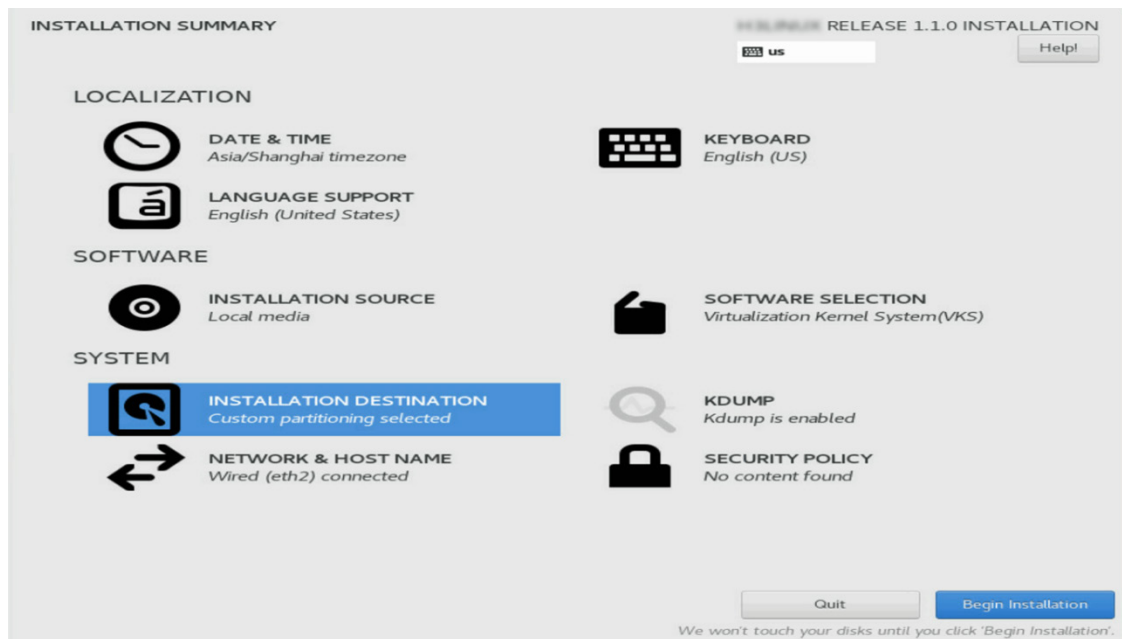 INSTALLATION SUMMARY
RELEASE 1.1.0 INSTALLATION
us
Help!
LOCALIZATION
DATE & TIME
Asia/Shanghai timezone
KEYBOARD
English (US)
á
LANGUAGE SUPPORT
English (United States)
SOFTWARE
INSTALLATION SOURCE
Local media
SOFTWARE SELECTION
Virtualization Kernel System(VKS)
SYSTEM
INSTALLATION DESTINATION
Custom partitioning selected
KDUMP
Kdump is enabled
NETWORK & HOST NAME
Wired (eth2) connected
SECURITY POLICY
No content found
Quit
Begin Installation
We won't touch your disks until you click 'Begin Installation'.